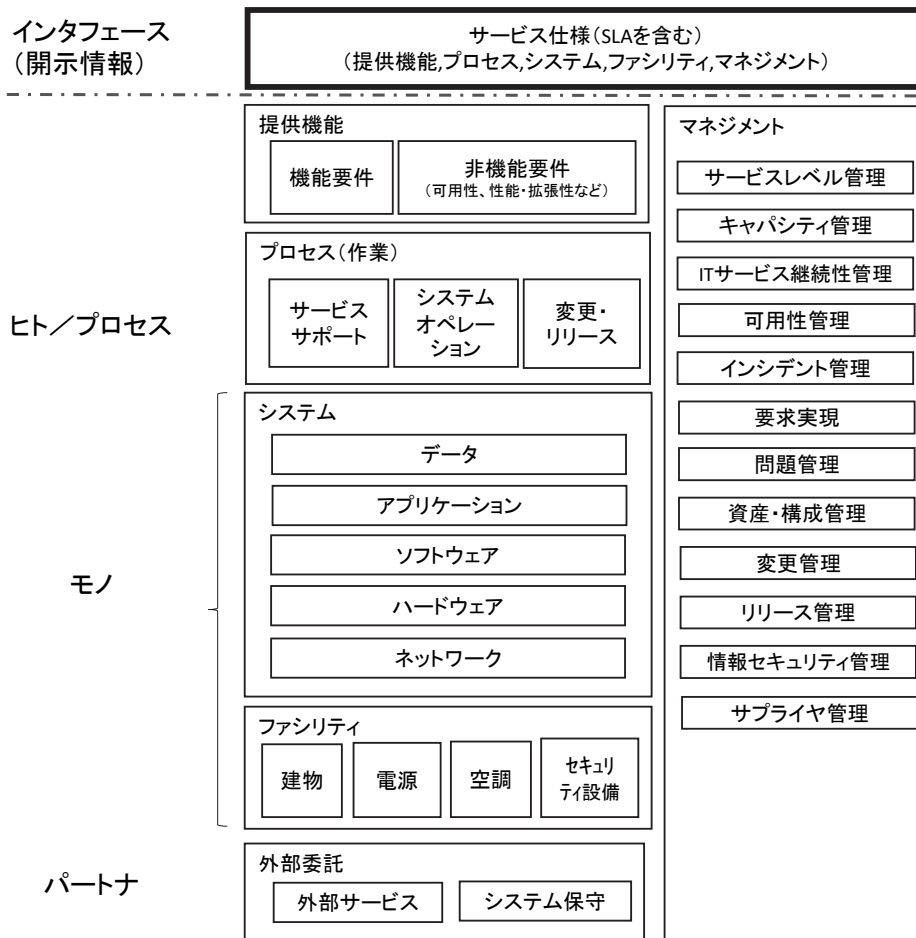 インタフェース
(開示情報)
サービス仕様(SLAを含む)
(提供機能,プロセス,システム,ファシリティ,マネジメント)
提供機能
機能要件
非機能要件
(可用性、性能・拡張性など)
プロセス(作業)
ヒト／プロセス
サービス
サポート
システム
オペレー
ション
変更・
リリース
システム
データ
アプリケーション
ソフトウェア
ハードウェア
ネットワーク
モノ
ファシリティ
建物
電源
空調
セキュリ
ティ設備
パートナ
外部委託
外部サービス
システム保守
マネジメント
サービスレベル管理
キャパシティ管理
ITサービス継続性管理
可用性管理
インシデント管理
要求実現
問題管理
資産・構成管理
変更管理
リリース管理
情報セキュリティ管理
サプライヤ管理